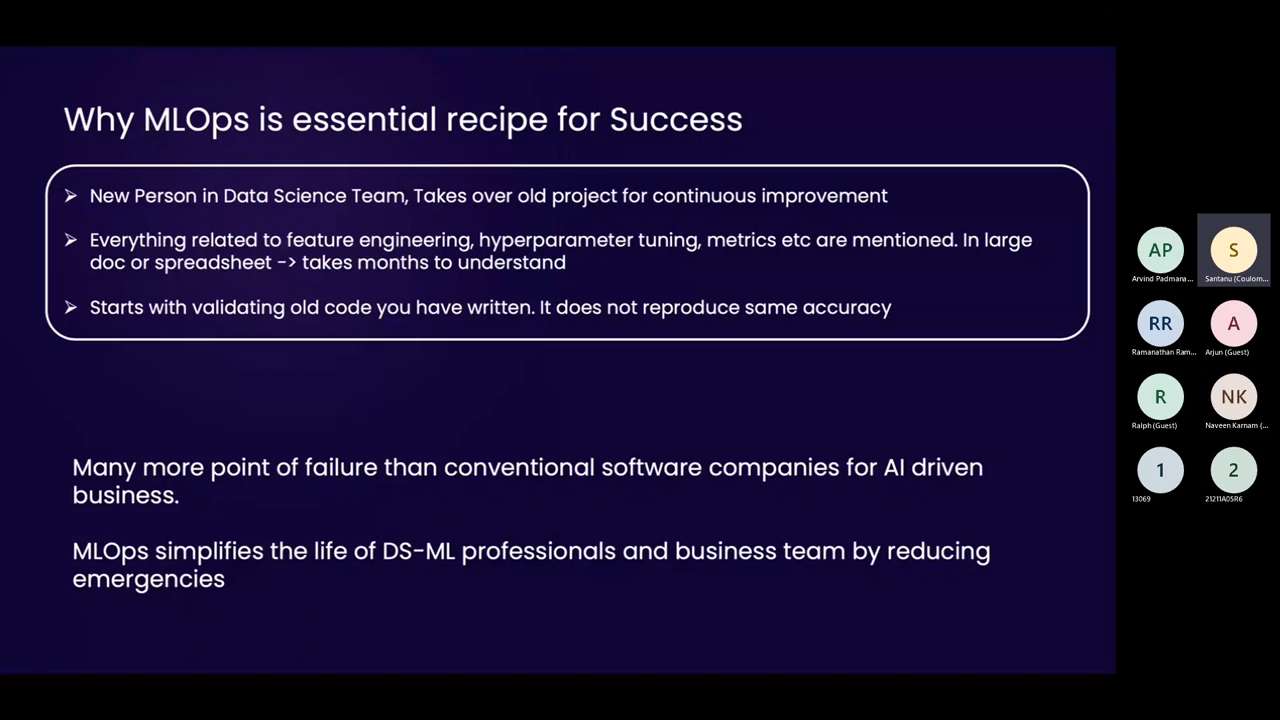 Why MLOps is essential recipe for Success
➢ New Person in Data Science Team, Takes over old project for continuous improvement
➢ Everything related to feature engineering, hyperparameter tuning, metrics etc are mentioned. In large
doc or spreadsheet -> takes months to understand
➢ Starts with validating old code you have written. It does not reproduce same accuracy
Many more point of failure than conventional software companies for AI driven
business.
MLOps simplifies the life of DS-ML professionals and business team by reducing
emergencies
AP
Arvind Padmana...
S
Santanu (Coulom...
RR
Ramanathan Ram...
A
Arjun (Guest)
R
Ralph (Guest)
NK
Naveen Karnam (...
1
13069
2
21211A05R6